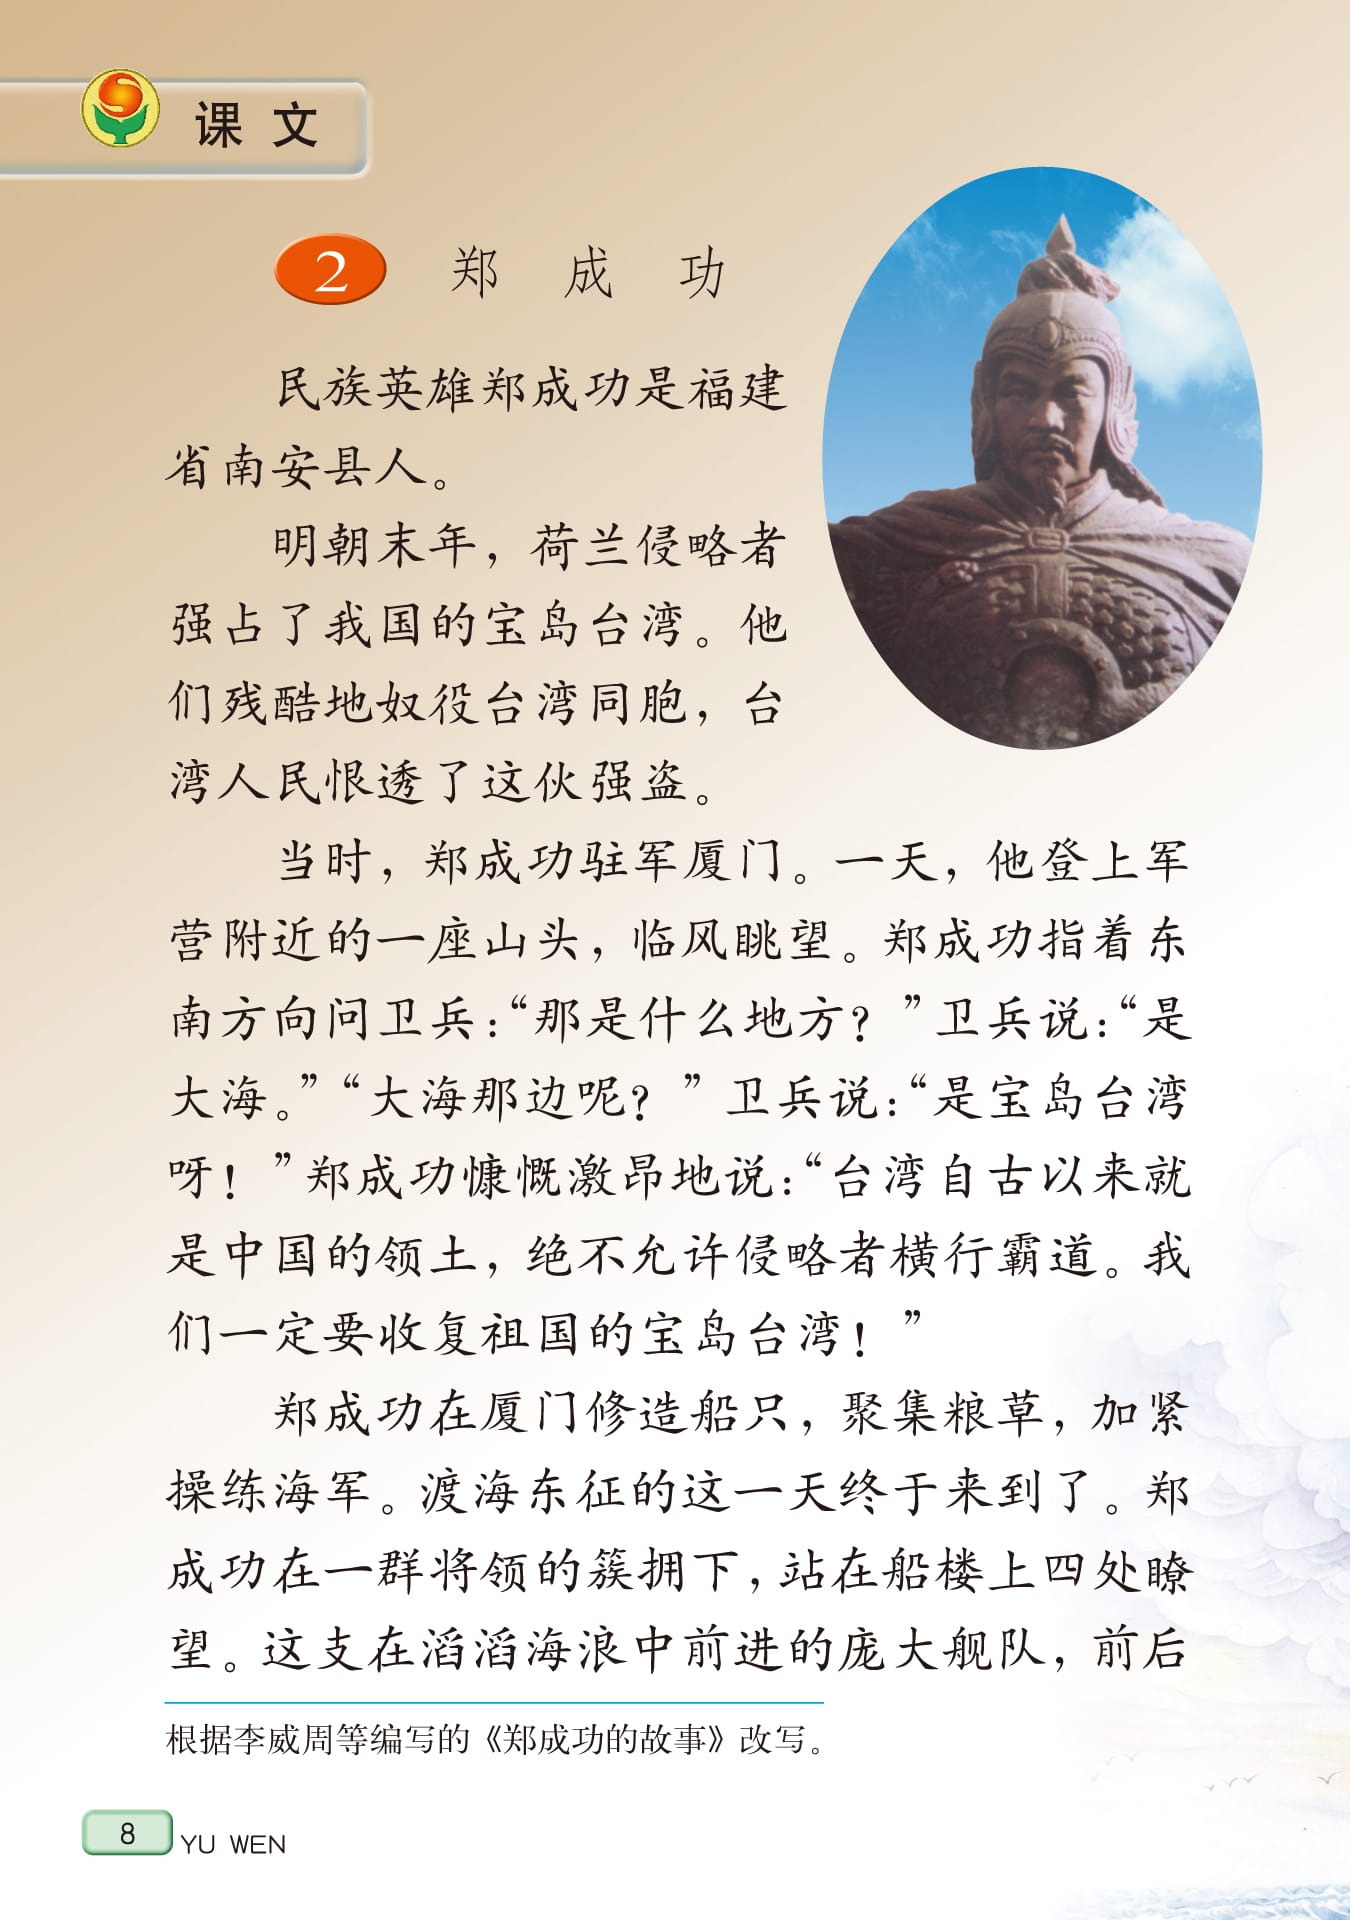 课文
2 郑成功
民族英雄郑成功是福建
省南安县人。
明朝末年，荷兰侵略者
强占了我国的宝岛台湾。他
们残酷地奴役台湾同胞，台
湾人民恨透了这伙强盗。
当时，郑成功驻军厦门。一天，他登上军
营附近的一座山头，临风眺望。郑成功指着东
南方向问卫兵：“那是什么地方？”卫兵说：“是
大海。”“大海那边呢？”卫兵说：“是宝岛台湾
呀！”郑成功慷慨激昂地说：“台湾自古以来就
是中国的领土，绝不允许侵略者横行霸道。我
们一定要收复祖国的宝岛台湾！”
郑成功在厦门修造船只，聚集粮草，加紧
操练海军。渡海东征的这一天终于来到了。郑
成功在一群将领的簇拥下，站在船楼上四处瞭
望。这支在滔滔海浪中前进的庞大舰队，前后
根据李威周等编写的《郑成功的故事》改写。
8 YU WEN